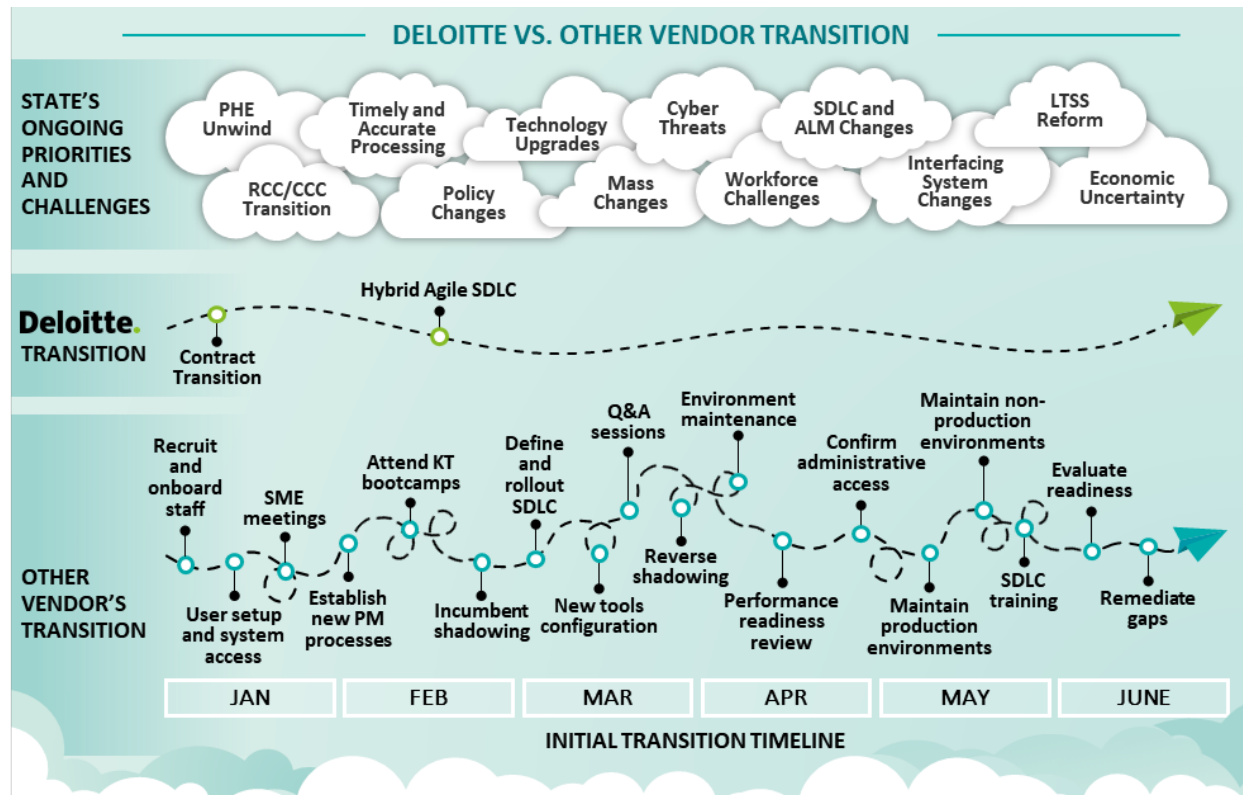 DELOITTE VS. OTHER VENDOR TRANSITION
STATE'S
ONGOING
PRIORITIES
AND
CHALLENGES
PHE
Unwind
Timely and
Accurate
Processing
Technology
Upgrades
Cyber
Threats
SDLC and
ALM Changes
LTSS
Reform
RCC/CCC
Transition
Policy
Changes
Mass
Changes
Workforce
Challenges
Interfacing
System
Changes
Economic
Uncertainty
Deloitte.
TRANSITION
Contract
Transition
Hybrid Agile SDLC
OTHER
VENDOR'S
TRANSITION
Recruit
and
onboard
staff
User setup
and system
access
SME
meetings
Establish
new PM
processes
Attend KT
bootcamps
Incumbent
shadowing
Define
and
rollout
SDLC
New tools
configuration
Q&A
sessions
Reverse
shadowing
Environment
maintenance
Performance
readiness
review
Confirm
administrative
access
Maintain
production
environments
Maintain non-
production
environments
SDLC
training
Evaluate
readiness
Remediate
gaps
JAN
FEB
MAR
APR
MAY
JUNE
INITIAL TRANSITION TIMELINE